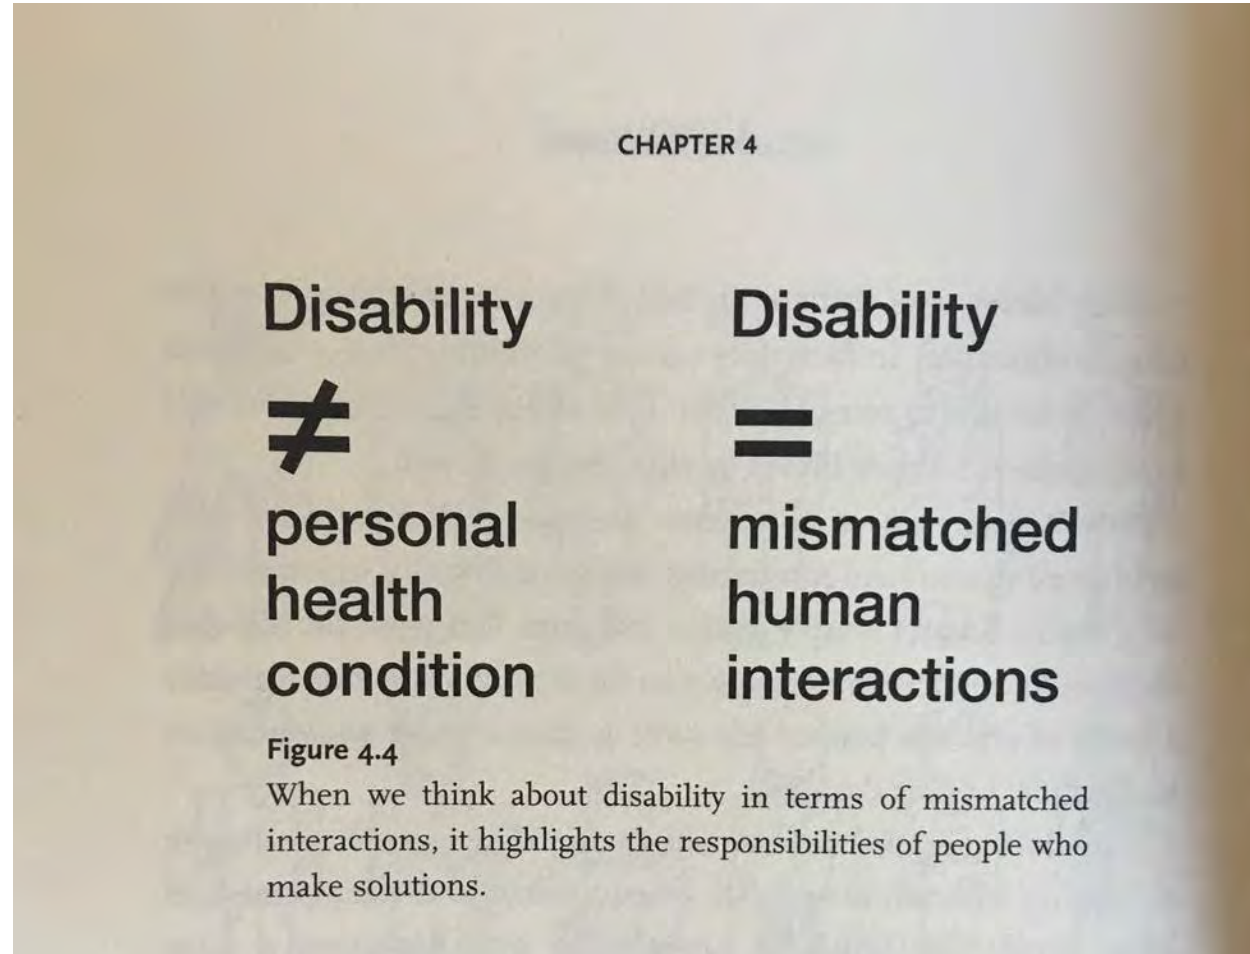 CHAPTER 4
Disability
≠
personal
health
condition
Disability
=
mismatched
human
interactions
Figure 4.4
When we think about disability in terms of mismatched
interactions, it highlights the responsibilities of people who
make solutions.